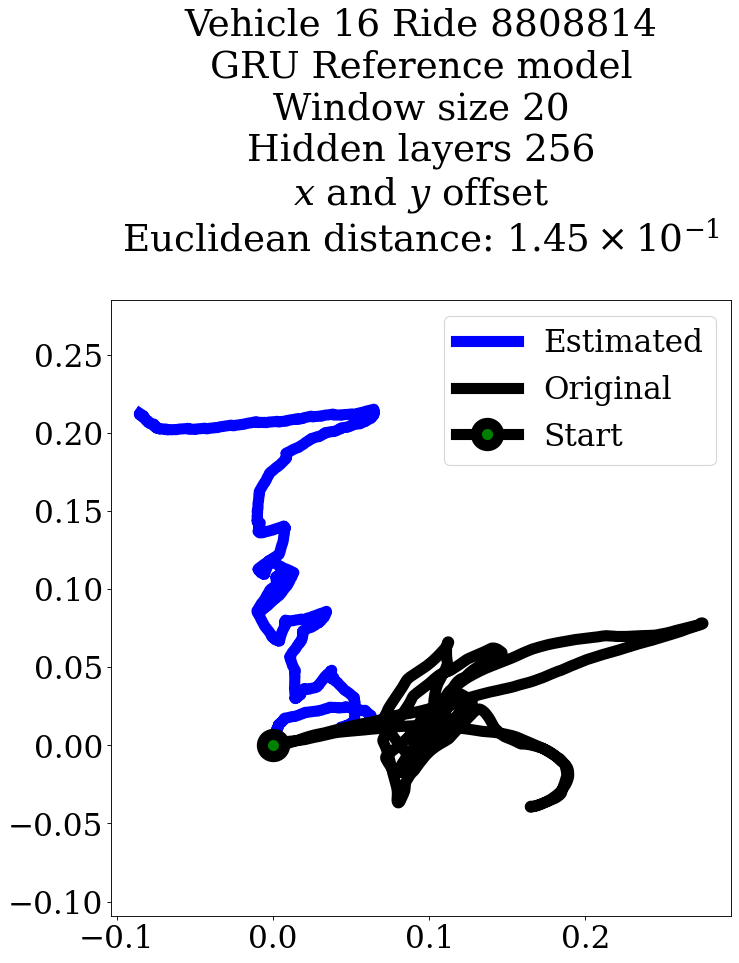 Vehicle 16 Ride 8808814
GRU Reference model
Window size 20
Hidden layers 256
x and y offset
Euclidean distance: 1.45 × 10⁻¹
Estimated
Original
Start
0.25
0.20
0.15
0.10
0.05
0.00
−0.05
−0.10
−0.1 0.0 0.1 0.2